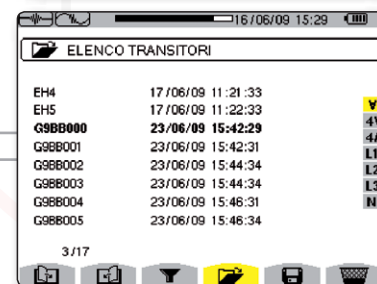 16/06/09 15:29
ELENCO TRANSITORI
EH4 17/06/09 11:21:33
EH5 17/06/09 11:22:33
G9BB000 23/06/09 15:42:29
G9BB001 23/06/09 15:42:31
G9BB002 23/06/09 15:44:34
G9BB003 23/06/09 15:44:34
G9BB004 23/06/09 15:46:31
G9BB005 23/06/09 15:46:34
4V
4A
L1
L2
L3
N
3/17